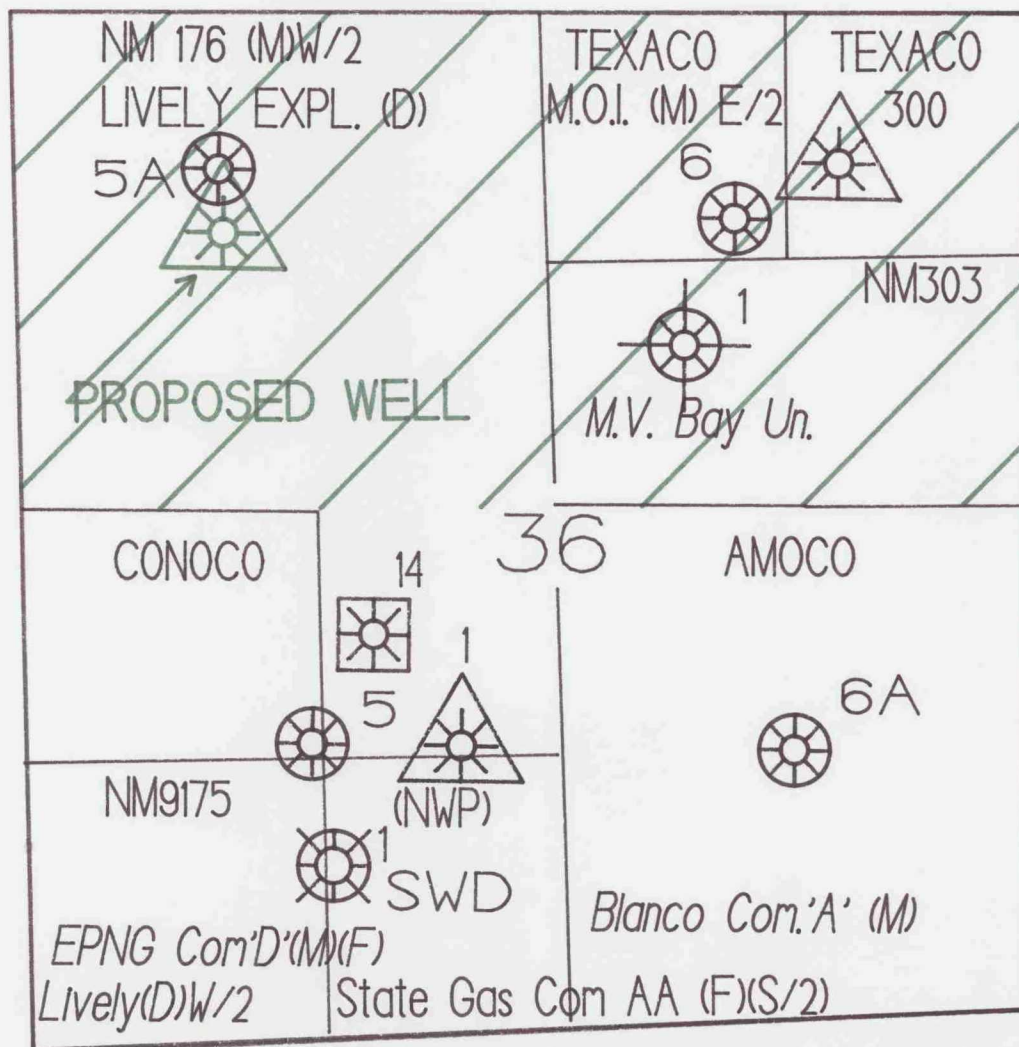 NM 176 (M)W/2
LIVELY EXPL. (D)
5A
PROPOSED WELL
TEXACO
M.O.I. (M) E/2
6
TEXACO
300
NM303
1
M.V. Bay Un.
36
CONOCO
14
1
5
(NWP)
AMOCO
6A
NM9175
1
SWD
EPNG Com'D'(M)(F)
Lively(D)W/2
State Gas Com AA (F)(S/2)
Blanco Com.'A' (M)